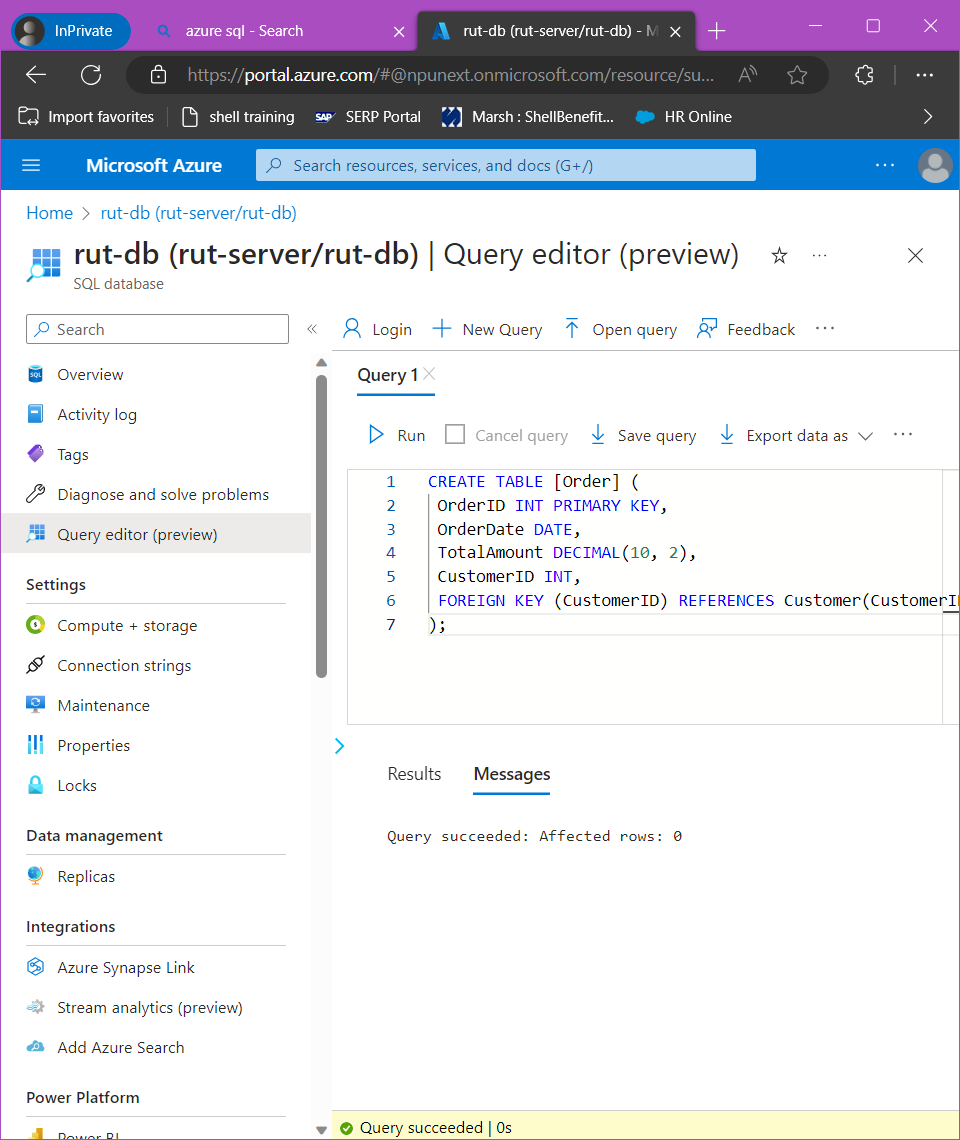 InPrivate
azure sql - Search
rut-db (rut-server/rut-db) - M
https://portal.azure.com/#@npunext.onmicrosoft.com/resource/su...
Import favorites
shell training
SAP SERP Portal
Marsh : ShellBenefit...
HR Online
Microsoft Azure
Search resources, services, and docs (G+/)
Home > rut-db (rut-server/rut-db)
rut-db (rut-server/rut-db) | Query editor (preview)
SQL database
Search
Login
New Query
Open query
Feedback
Overview
Activity log
Tags
Diagnose and solve problems
Query editor (preview)
Settings
Compute + storage
Connection strings
Maintenance
Properties
Locks
Data management
Replicas
Integrations
Azure Synapse Link
Stream analytics (preview)
Add Azure Search
Power Platform
Power BI
Query 1
Run
Cancel query
Save query
Export data as
1 CREATE TABLE [Order] (
2 OrderID INT PRIMARY KEY,
3 OrderDate DATE,
4 TotalAmount DECIMAL(10, 2),
5 CustomerID INT,
6 FOREIGN KEY (CustomerID) REFERENCES Customer(CustomerI
7 );
Results
Messages
Query succeeded: Affected rows: 0
Query succeeded | 0s